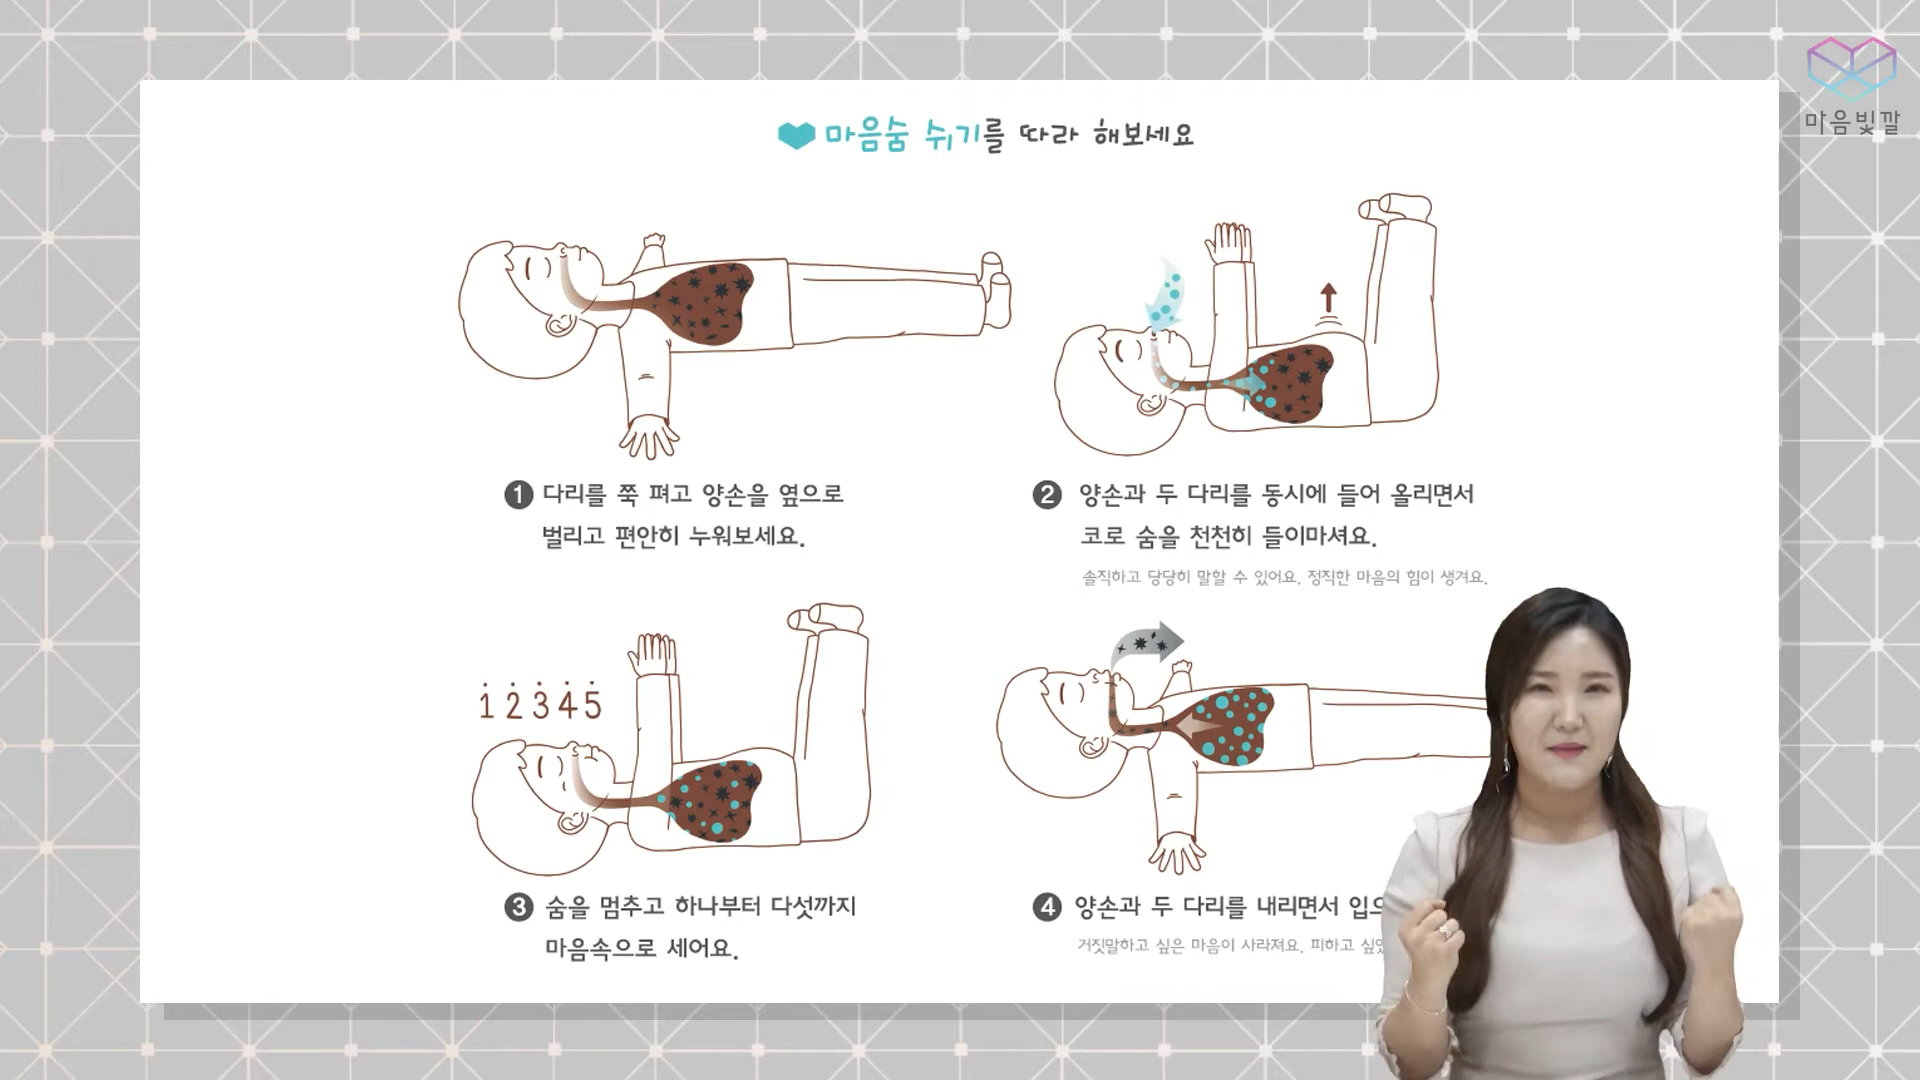 마음빛깔
마음숨 쉬기를 따라 해보세요
1 다리를 쭉 펴고 양손을 옆으로
벌리고 편안히 누워보세요.
2 양손과 두 다리를 동시에 들어 올리면서
코로 숨을 천천히 들이마셔요.
솔직하고 당당히 말할 수 있어요. 정직한 마음의 힘이 생겨요.
1 2 3 4 5
3 숨을 멈추고 하나부터 다섯까지
마음속으로 세어요.
4 양손과 두 다리를 내리면서
거짓말하고 싶은 마음이 사라져요. 피하고